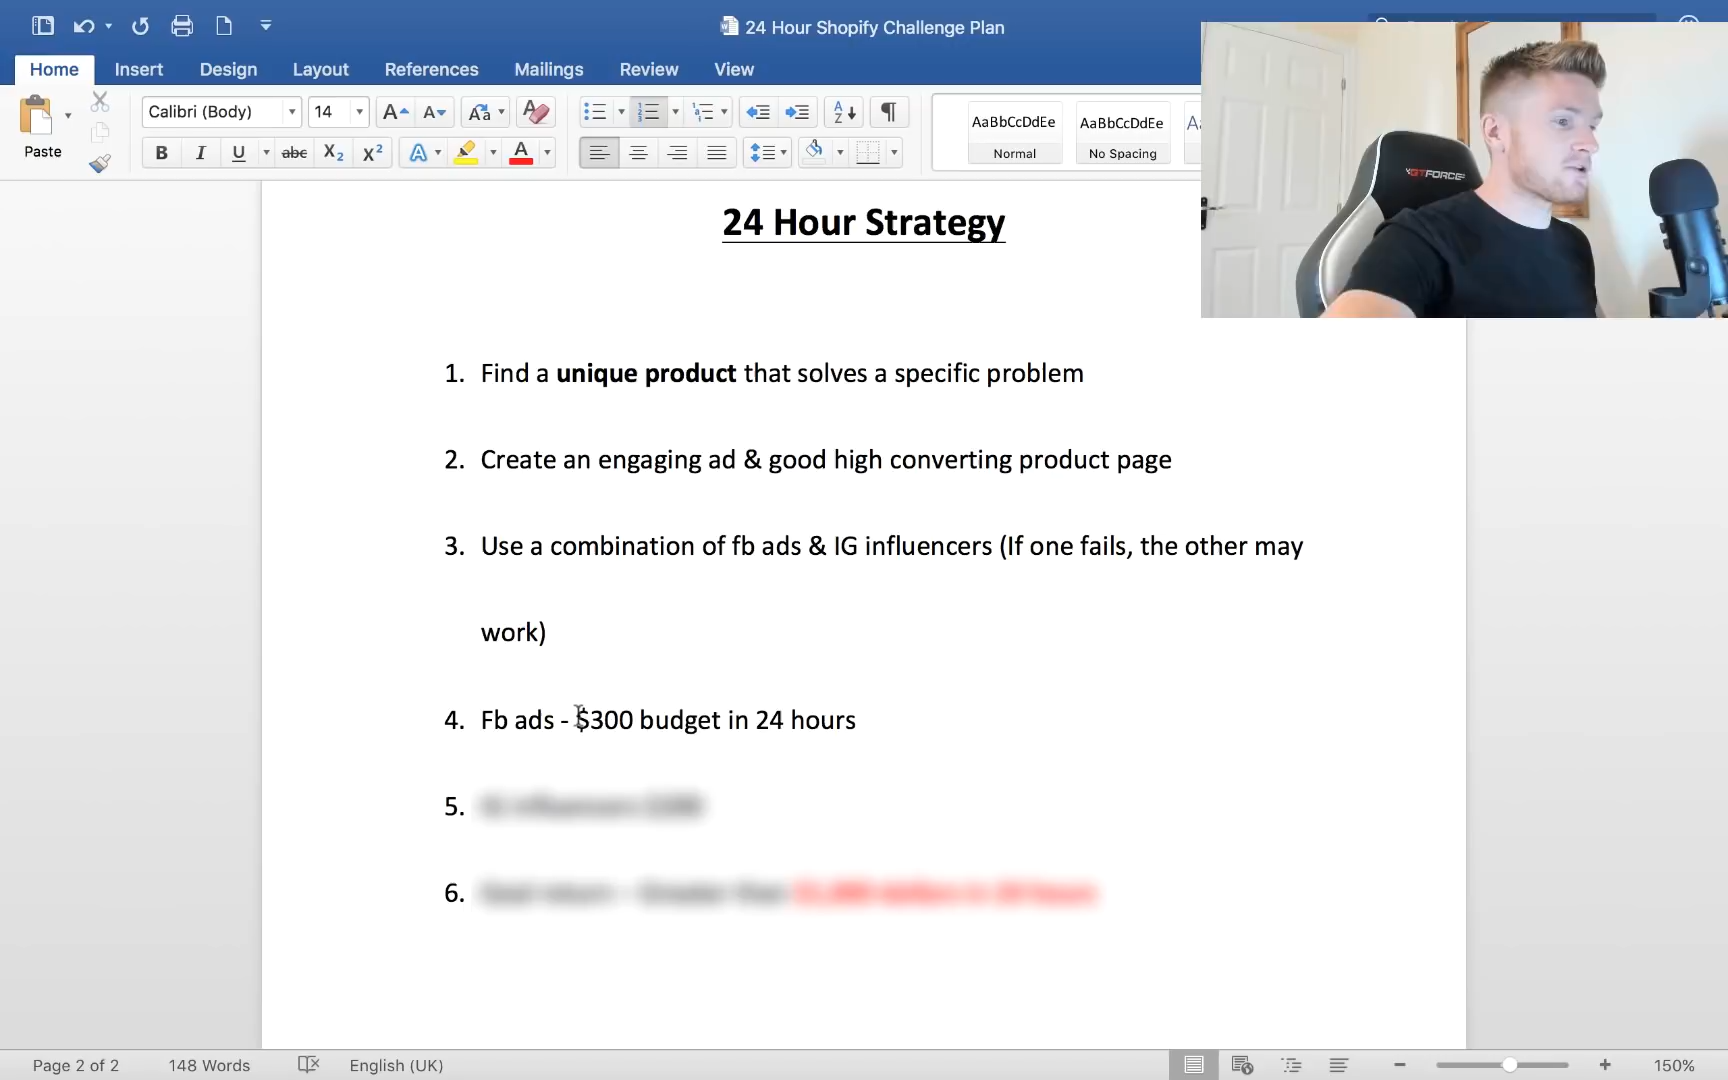 24 Hour Shopify Challenge Plan
Home Insert Design Layout References Mailings Review View
Paste
Calibri (Body) 14
AaBbCcDdEe AaBbCcDdEe
Normal No Spacing
GTFORCE
24 Hour Strategy
1. Find a unique product that solves a specific problem
2. Create an engaging ad & good high converting product page
3. Use a combination of fb ads & IG influencers (If one fails, the other may
work)
4. Fb ads - $300 budget in 24 hours
5.
6.
Page 2 of 2 148 Words English (UK) 150%